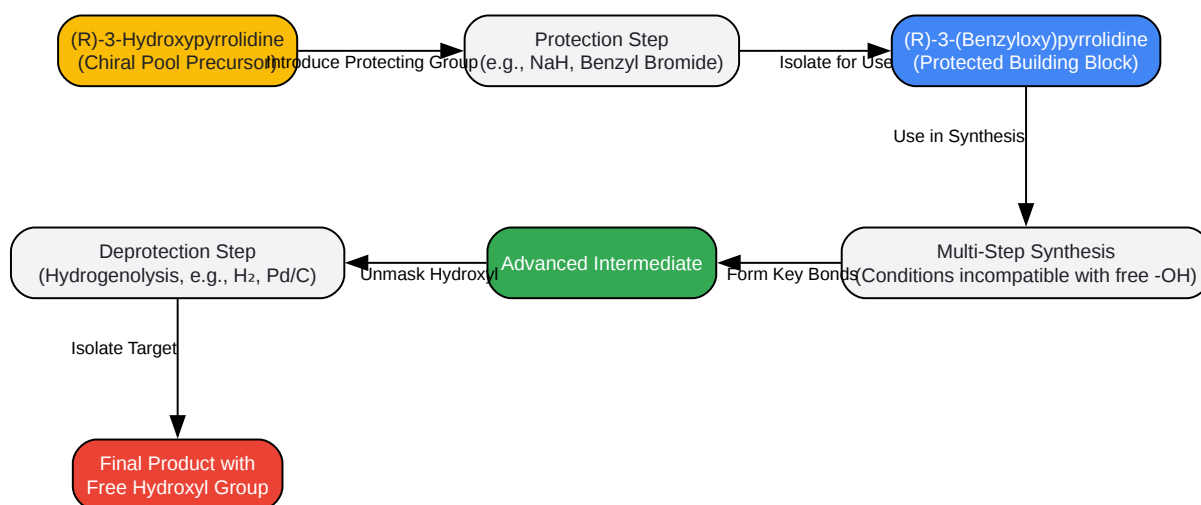 (R)-3-Hydroxypyrrolidine
(Chiral Pool Precursor)
Introduce Protecting Group
Protection Step
(e.g., NaH, Benzyl Bromide)
Isolate for Use
(R)-3-(Benzyloxy)pyrrolidine
(Protected Building Block)
Use in Synthesis
Multi-Step Synthesis
(Conditions incompatible with free -OH)
Form Key Bonds
Advanced Intermediate
Unmask Hydroxyl
Deprotection Step
(Hydrogenolysis, e.g., H₂, Pd/C)
Isolate Target
Final Product with
Free Hydroxyl Group